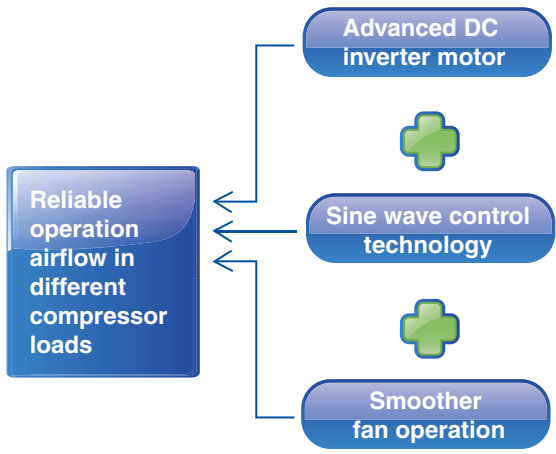 Advanced DC
inverter motor
Reliable
operation
airflow in
different
compressor
loads
Sine wave control
technology
Smoother
fan operation